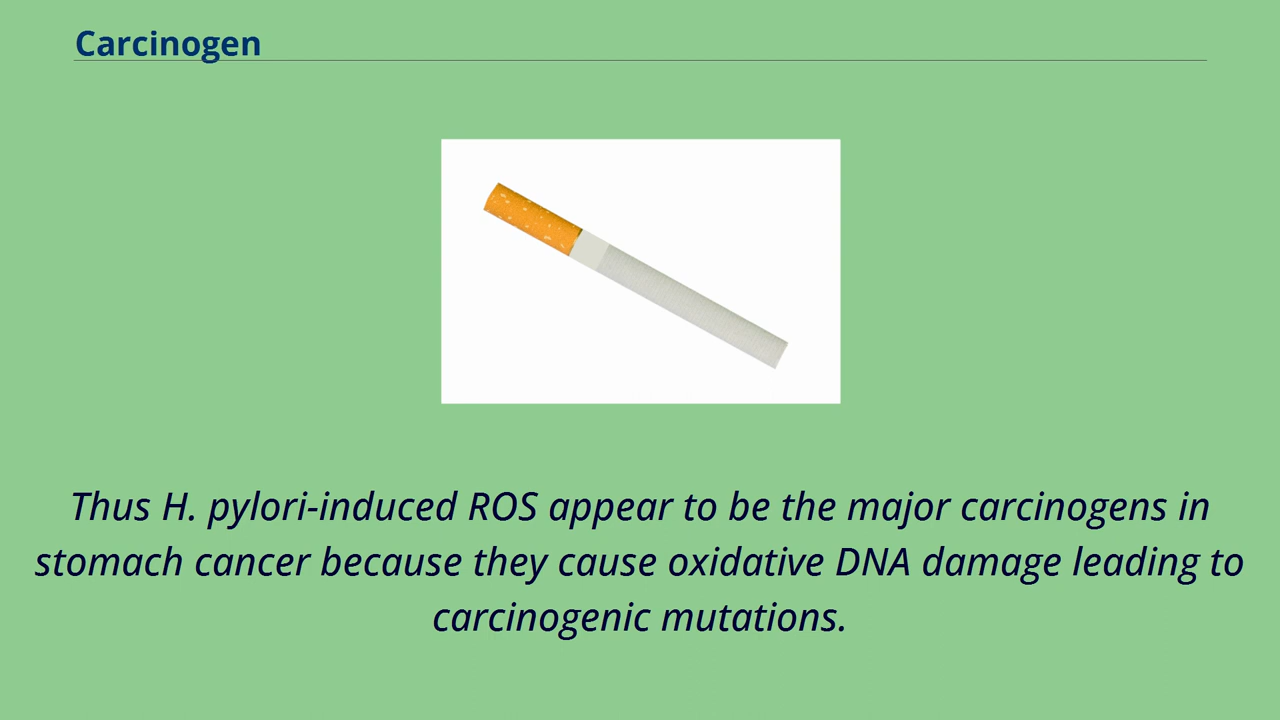 Carcinogen
Thus H. pylori-induced ROS appear to be the major carcinogens in
stomach cancer because they cause oxidative DNA damage leading to
carcinogenic mutations.